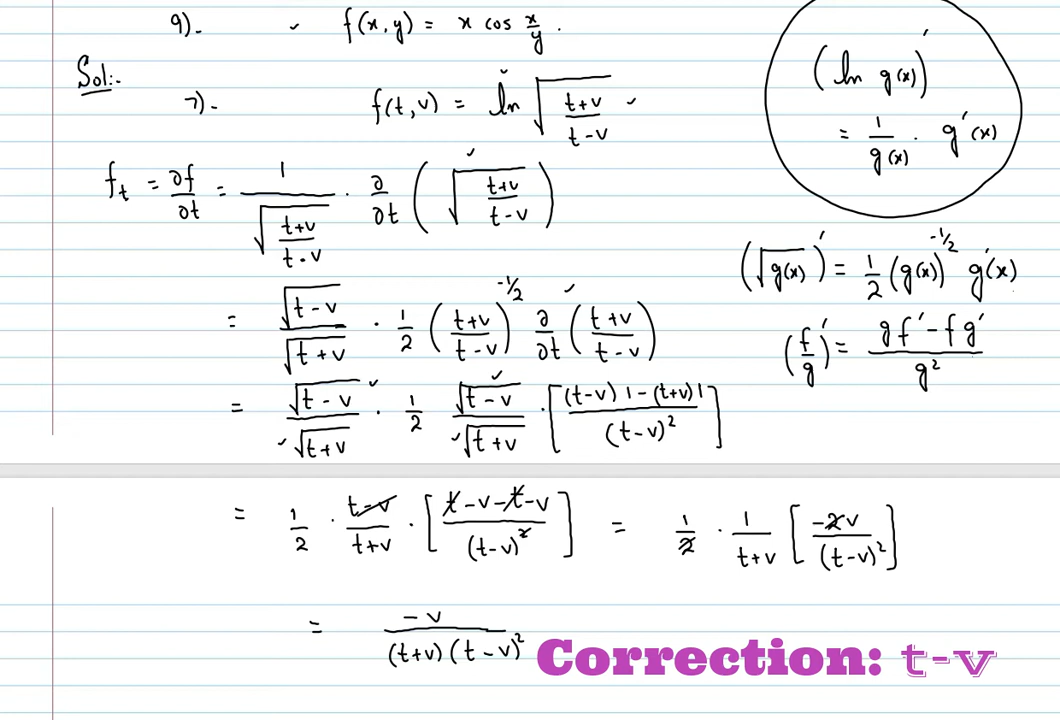 9). f(x,y) = x cos x/y.
Sol:-
7). f(t,v) = ln √((t+v)/(t-v))
(ln g(x))′
= 1/g(x) · g′(x)
f_t = ∂f/∂t = 1/√((t+v)/(t-v)) · ∂/∂t (√((t+v)/(t-v)))
(√g(x))′ = 1/2 (g(x))^(-1/2) g′(x)
= √(t-v)/√(t+v) · 1/2 ((t+v)/(t-v))^(-1/2) ∂/∂t ((t+v)/(t-v))
(f/g)′ = (gf′ - fg′)/g²
= √(t-v)/√(t+v) · 1/2 √(t-v)/√(t+v) · [((t-v)1 - (t+v)1)/(t-v)²]
= 1/2 · (t-v)/(t+v) · [(t-v-t-v)/(t-v)²] = 1/2 · 1/(t+v) [-2v/(t-v)²]
= -v/((t+v)(t-v)²)
Correction: t-v